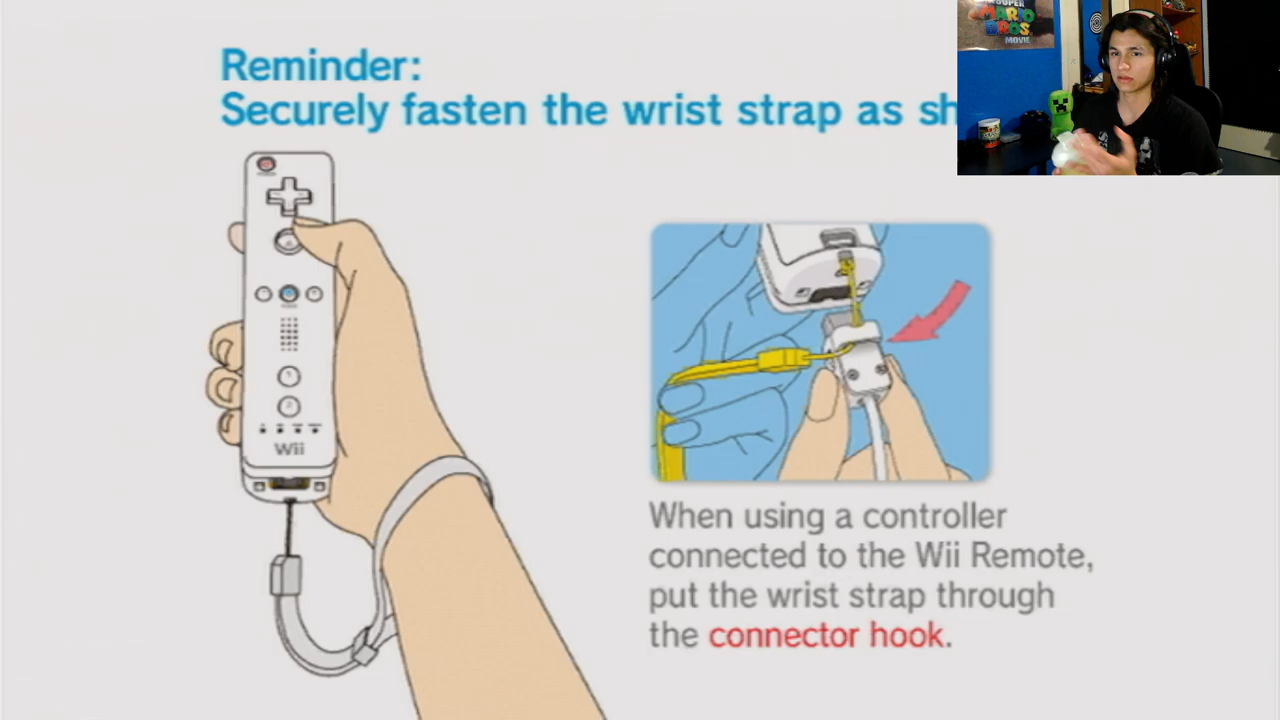 SUPER
MARIO
BROS.
MOVIE
Reminder:
Securely fasten the wrist strap as sh
Wii
When using a controller
connected to the Wii Remote,
put the wrist strap through
the connector hook.